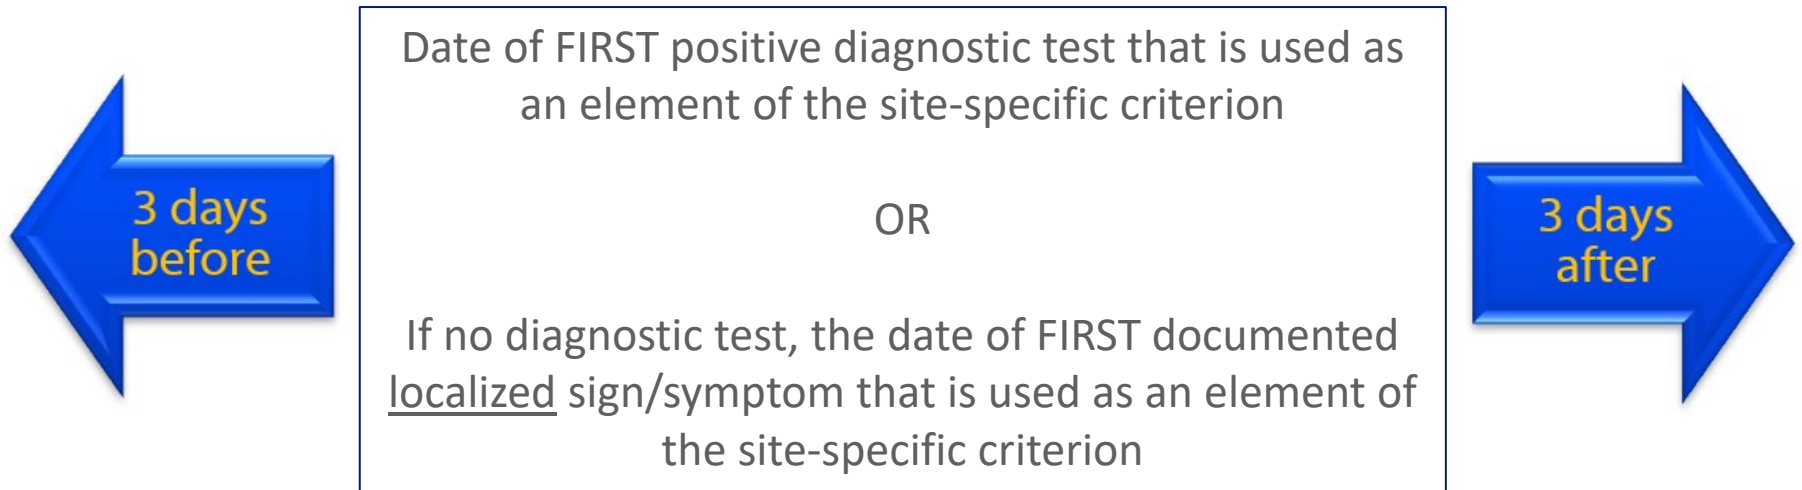 3 days
before
Date of FIRST positive diagnostic test that is used as
an element of the site-specific criterion
OR
If no diagnostic test, the date of FIRST documented
localized sign/symptom that is used as an element of
the site-specific criterion
3 days
after